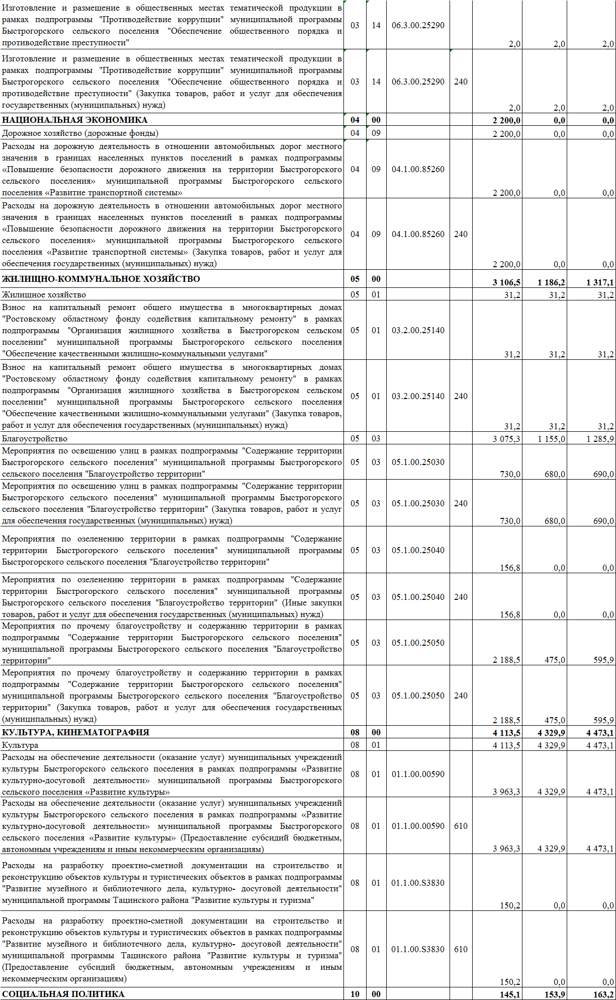 Изготовление и размещение в общественных местах тематической продукции в
рамках подпрограммы "Противодействие коррупции" муниципальной программы
Быстрогорского сельского поселения "Обеспечение общественного порядка и
противодействие преступности"
03 14 06.3.00.25290 2,0 2,0 2,0
Изготовление и размещение в общественных местах тематической продукции в
рамках подпрограммы "Противодействие коррупции" муниципальной программы
Быстрогорского сельского поселения "Обеспечение общественного порядка и
противодействие преступности" (Закупка товаров, работ и услуг для обеспечения
государственных (муниципальных) нужд)
03 14 06.3.00.25290 240 2,0 2,0 2,0
НАЦИОНАЛЬНАЯ ЭКОНОМИКА 04 00 2 200,0 0,0 0,0
Дорожное хозяйство (дорожные фонды) 04 09 2 200,0 0,0 0,0
Расходы на дорожную деятельность в отношении автомобильных дорог местного
значения в границах населенных пунктов поселений в рамках подпрограммы
«Повышение безопасности дорожного движения на территории Быстрогорского
сельского поселения» муниципальной программы Быстрогорского сельского
поселения «Развитие транспортной системы»
04 09 04.1.00.85260 2 200,0 0,0 0,0
Расходы на дорожную деятельность в отношении автомобильных дорог местного
значения в границах населенных пунктов поселений в рамках подпрограммы
«Повышение безопасности дорожного движения на территории Быстрогорского
сельского поселения» муниципальной программы Быстрогорского сельского
поселения «Развитие транспортной системы» (Закупка товаров, работ и услуг для
обеспечения государственных (муниципальных) нужд)
04 09 04.1.00.85260 240 2 200,0 0,0 0,0
ЖИЛИЩНО-КОММУНАЛЬНОЕ ХОЗЯЙСТВО 05 00 3 106,5 1 186,2 1 317,1
Жилищное хозяйство 05 01 31,2 31,2 31,2
Взнос на капитальный ремонт общего имущества в многоквартирных домах
"Ростовскому областному фонду содействия капитальному ремонту" в рамках
подпрограммы "Организация жилищного хозяйства в Быстрогорском сельском
поселении" муниципальной программы Быстрогорского сельского поселения
"Обеспечение качественными жилищно-коммунальными услугами"
05 01 03.2.00.25140 31,2 31,2 31,2
Взнос на капитальный ремонт общего имущества в многоквартирных домах
"Ростовскому областному фонду содействия капитальному ремонту" в рамках
подпрограммы "Организация жилищного хозяйства в Быстрогорском сельском
поселении" муниципальной программы Быстрогорского сельского поселения
"Обеспечение качественными жилищно-коммунальными услугами" (Закупка товаров,
работ и услуг для обеспечения государственных (муниципальных) нужд)
05 01 03.2.00.25140 240 31,2 31,2 31,2
Благоустройство 05 03 3 075,3 1 155,0 1 285,9
Мероприятия по освещению улиц в рамках подпрограммы "Содержание территории
Быстрогорского сельского поселения" муниципальной программы Быстрогорского
сельского поселения "Благоустройство территории"
05 03 05.1.00.25030 730,0 680,0 690,0
Мероприятия по освещению улиц в рамках подпрограммы "Содержание территории
Быстрогорского сельского поселения" муниципальной программы Быстрогорского
сельского поселения "Благоустройство территории" (Закупка товаров, работ и услуг
для обеспечения государственных (муниципальных) нужд)
05 03 05.1.00.25030 240 730,0 680,0 690,0
Мероприятия по озеленению территории в рамках подпрограммы "Содержание
территории Быстрогорского сельского поселения" муниципальной программы
Быстрогорского сельского поселения "Благоустройство территории"
05 03 05.1.00.25040 156,8 0,0 0,0
Мероприятия по озеленению территории в рамках подпрограммы "Содержание
территории Быстрогорского сельского поселения" муниципальной программы
Быстрогорского сельского поселения "Благоустройство территории" (Иные закупки
товаров, работ и услуг для обеспечения государственных (муниципальных) нужд)
05 03 05.1.00.25040 240 156,8 0,0 0,0
Мероприятия по прочему благоустройству и содержанию территории в рамках
подпрограммы "Содержание территории Быстрогорского сельского поселения"
муниципальной программы Быстрогорского сельского поселения "Благоустройство
территории"
05 03 05.1.00.25050 2 188,5 475,0 595,9
Мероприятия по прочему благоустройству и содержанию территории в рамках
подпрограммы "Содержание территории Быстрогорского сельского поселения"
муниципальной программы Быстрогорского сельского поселения "Благоустройство
территории" (Закупка товаров, работ и услуг для обеспечения государственных
(муниципальных) нужд)
05 03 05.1.00.25050 240 2 188,5 475,0 595,9
КУЛЬТУРА, КИНЕМАТОГРАФИЯ 08 00 4 113,5 4 329,9 4 473,1
Культура 08 01 4 113,5 4 329,9 4 473,1
Расходы на обеспечение деятельности (оказание услуг) муниципальных учреждений
культуры Быстрогорского сельского поселения в рамках подпрограммы «Развитие
культурно-досуговой деятельности» муниципальной программы Быстрогорского
сельского поселения «Развитие культуры»
08 01 01.1.00.00590 3 963,3 4 329,9 4 473,1
Расходы на обеспечение деятельности (оказание услуг) муниципальных учреждений
культуры Быстрогорского сельского поселения в рамках подпрограммы «Развитие
культурно-досуговой деятельности» муниципальной программы Быстрогорского
сельского поселения «Развитие культуры» (Предоставление субсидий бюджетным,
автономным учреждениям и иным некоммерческим организациям)
08 01 01.1.00.00590 610 3 963,3 4 329,9 4 473,1
Расходы на разработку проектно-сметной документации на строительство и
реконструкцию объектов культуры и туристических объектов в рамках подпрограммы
"Развитие музейного и библиотечного дела, культурно- досуговой деятельности"
муниципальной программы Тацинского района "Развитие культуры и туризма"
08 01 01.1.00.S3830 150,2 0,0 0,0
Расходы на разработку проектно-сметной документации на строительство и
реконструкцию объектов культуры и туристических объектов в рамках подпрограммы
"Развитие музейного и библиотечного дела, культурно- досуговой деятельности"
муниципальной программы Тацинского района "Развитие культуры и туризма"
(Предоставление субсидий бюджетным, автономным учреждениям и иным
некоммерческим организациям)
08 01 01.1.00.S3830 610 150,2 0,0 0,0
СОЦИАЛЬНАЯ ПОЛИТИКА 10 00 145,1 153,9 163,2